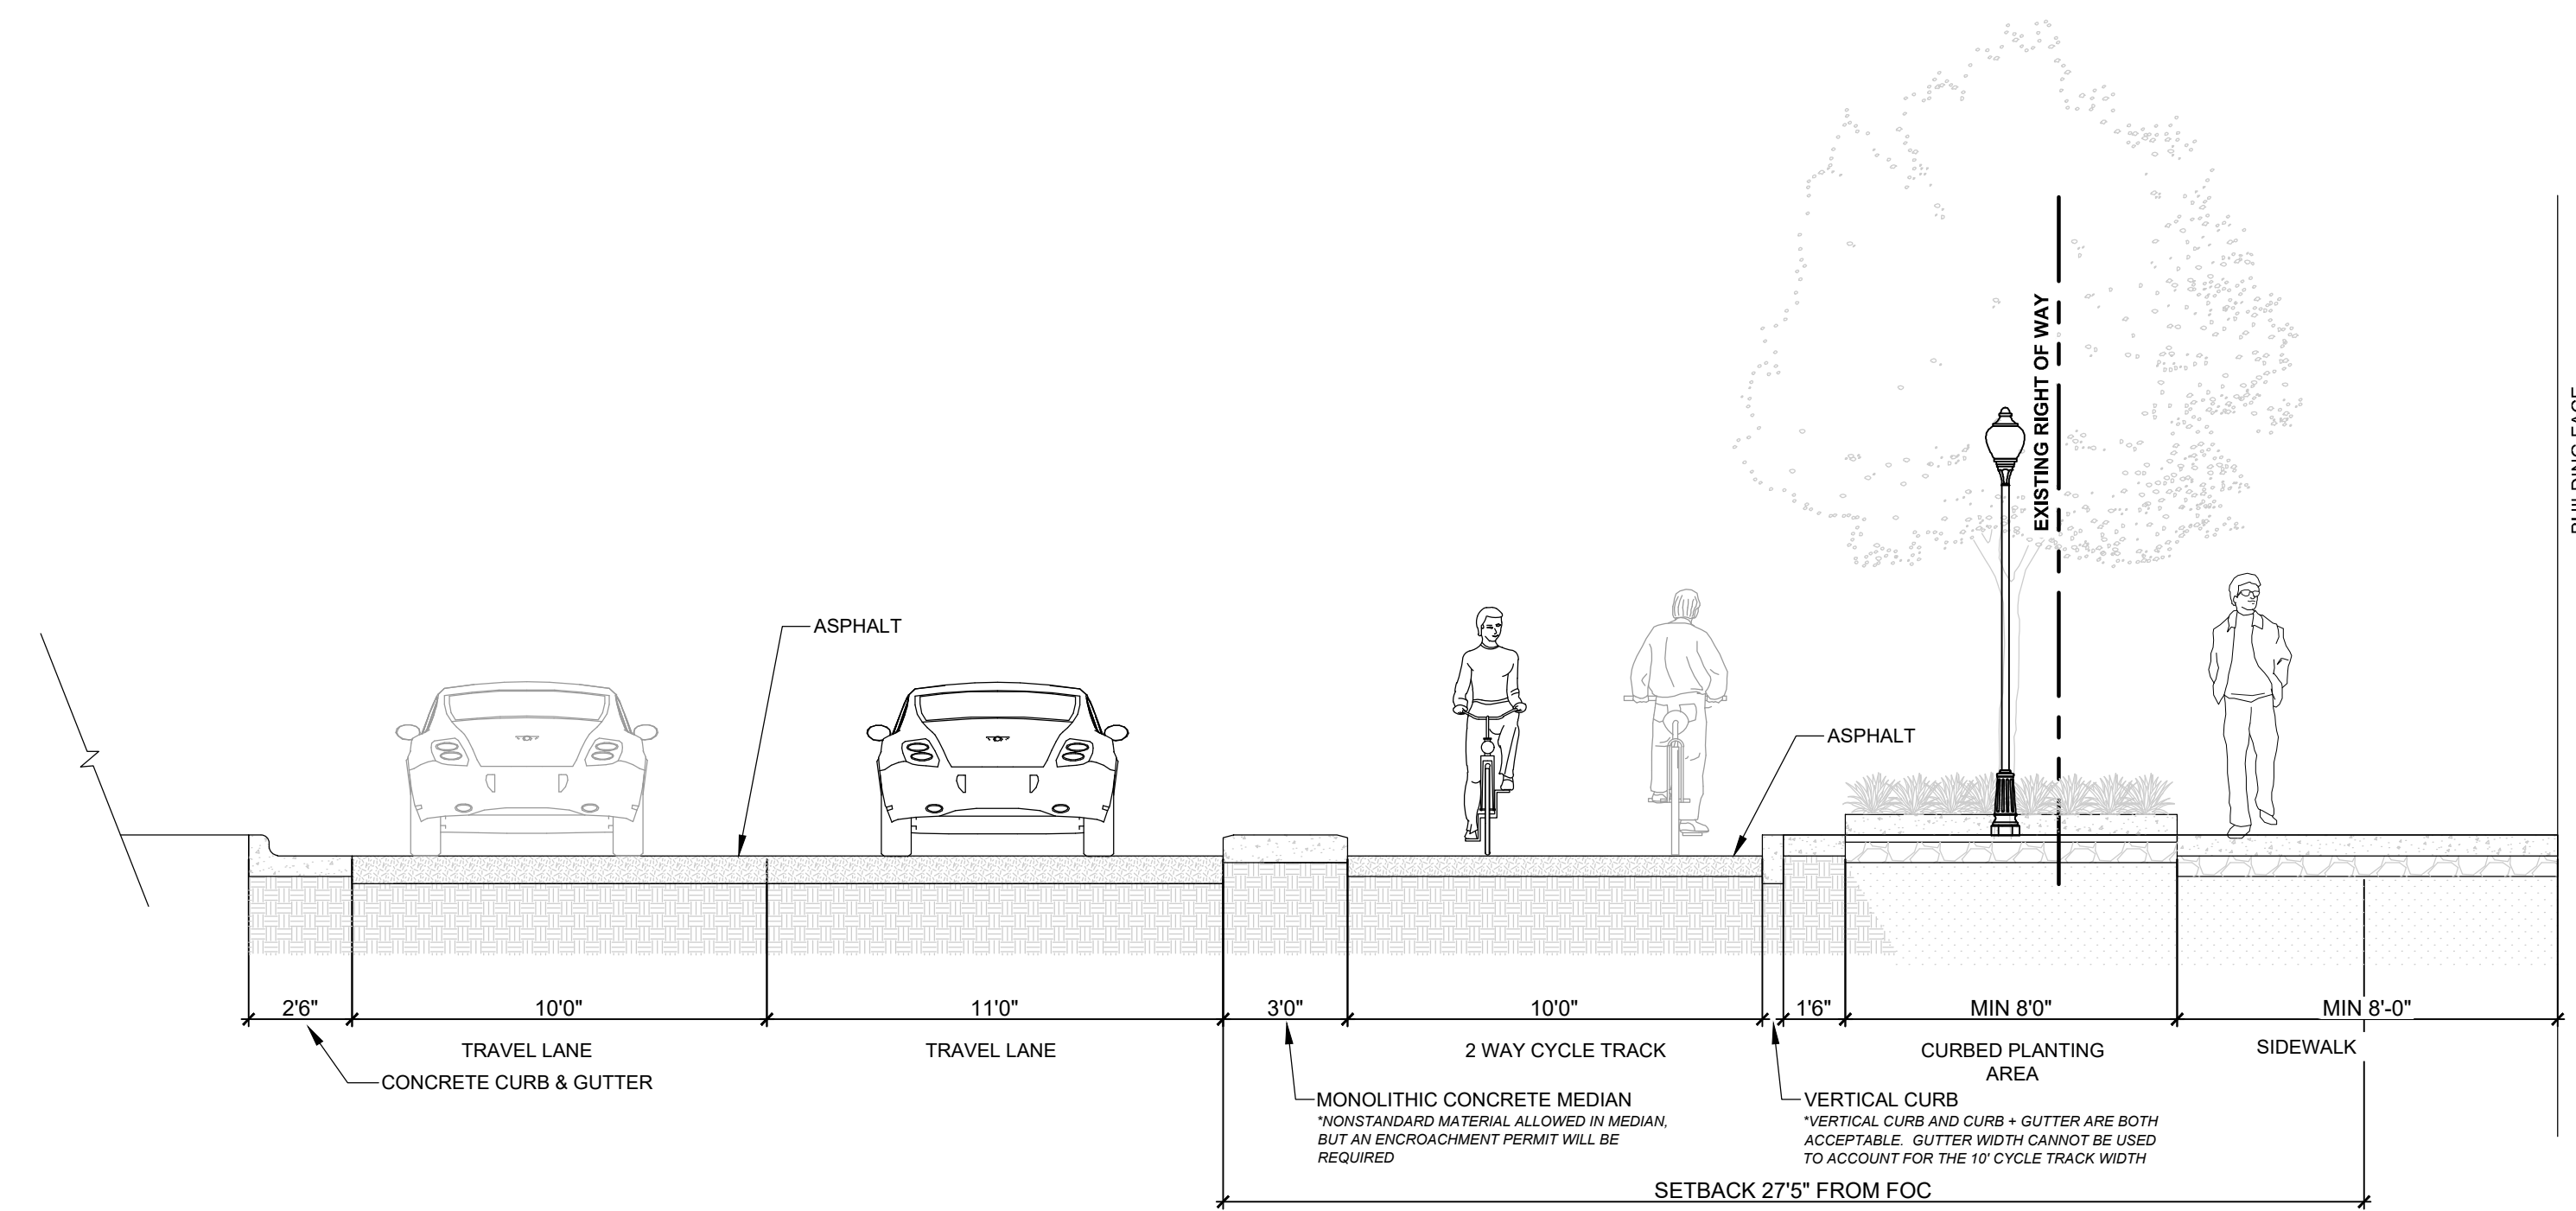 EXISTING RIGHT OF WAY
ASPHALT
ASPHALT
2'6"
10'0"
11'0"
3'0"
10'0"
1'6"
MIN 8'0"
MIN 8'-0"
TRAVEL LANE
TRAVEL LANE
2 WAY CYCLE TRACK
CURBED PLANTING
AREA
SIDEWALK
CONCRETE CURB & GUTTER
MONOLITHIC CONCRETE MEDIAN
*NONSTANDARD MATERIAL ALLOWED IN MEDIAN,
BUT AN ENCROACHMENT PERMIT WILL BE
REQUIRED
VERTICAL CURB
*VERTICAL CURB AND CURB + GUTTER ARE BOTH
ACCEPTABLE. GUTTER WIDTH CANNOT BE USED
TO ACCOUNT FOR THE 10' CYCLE TRACK WIDTH
SETBACK 27'5" FROM FOC